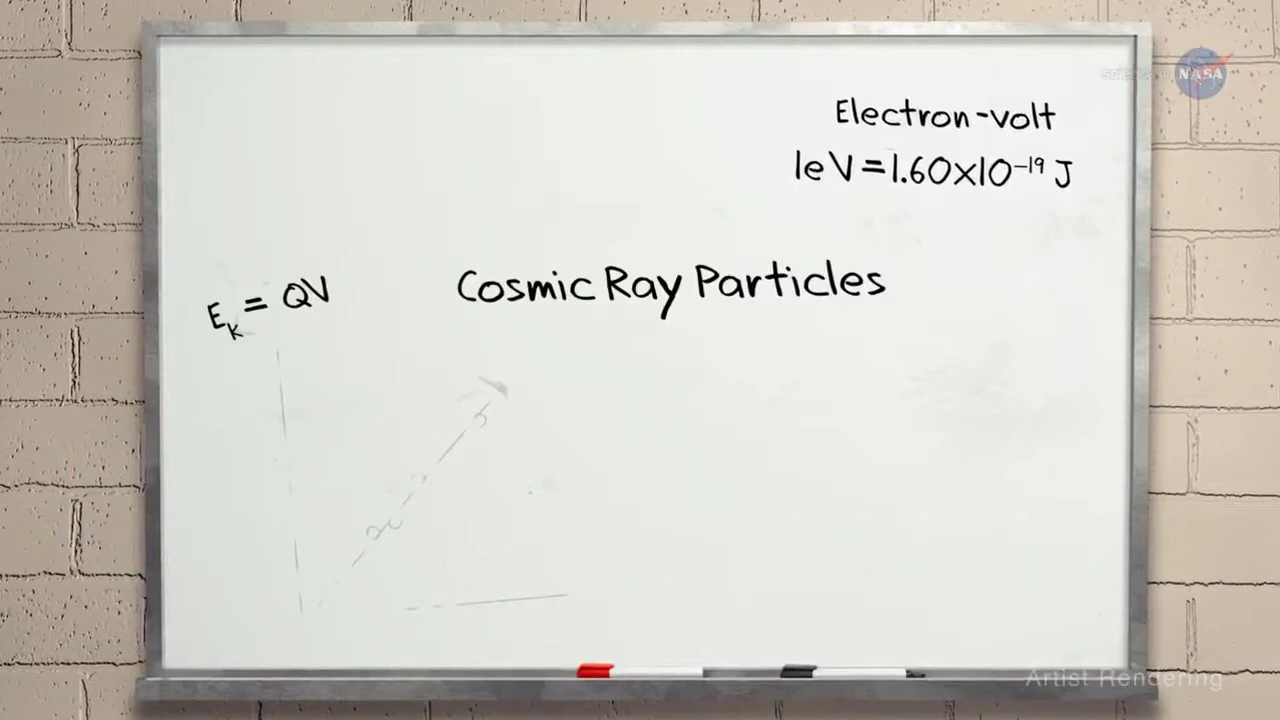 NASA
Electron-volt
1eV=1.60x10⁻¹⁹ J
Eₖ = QV
Cosmic Ray Particles
Artist Rendering